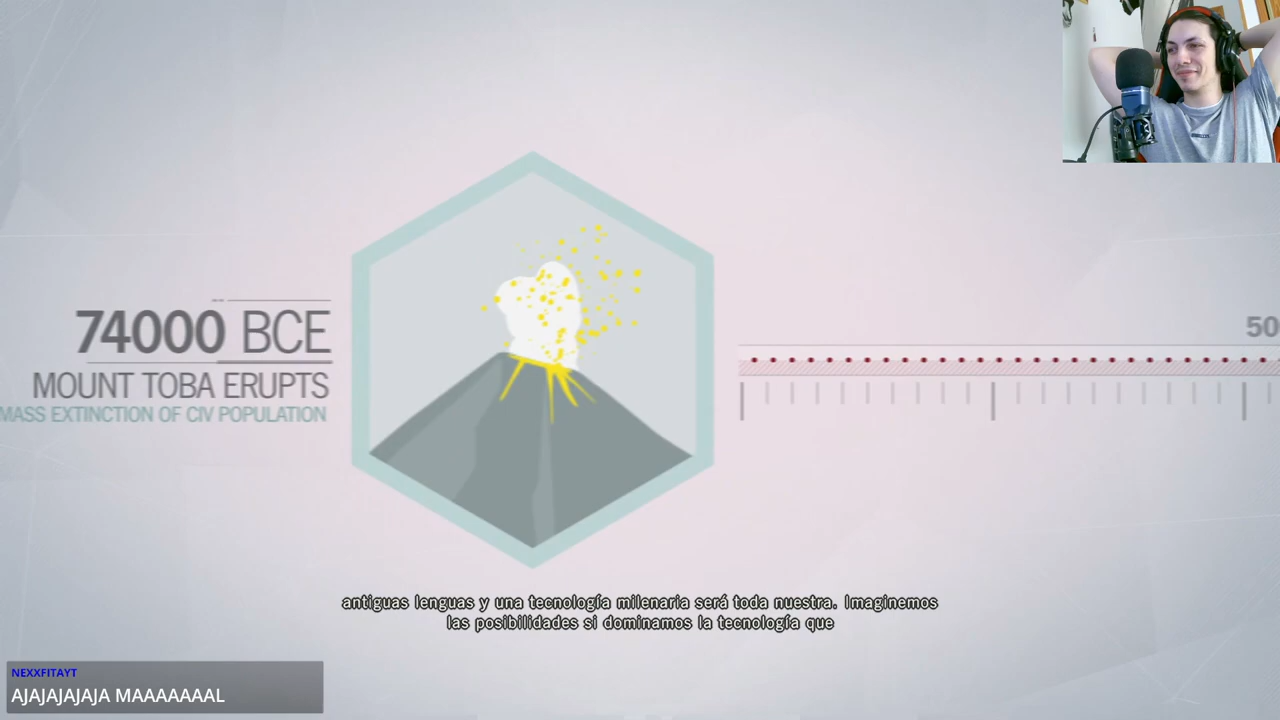 74000 BCE
MOUNT TOBA ERUPTS
MASS EXTINCTION OF CIV POPULATION
50
antiguas lenguas y una tecnología milenaria será toda nuestra. Imaginemos
las posibilidades si dominamos la tecnología que
NEXXFITAYT
AJAJAJAJAJA MAAAAAAAL